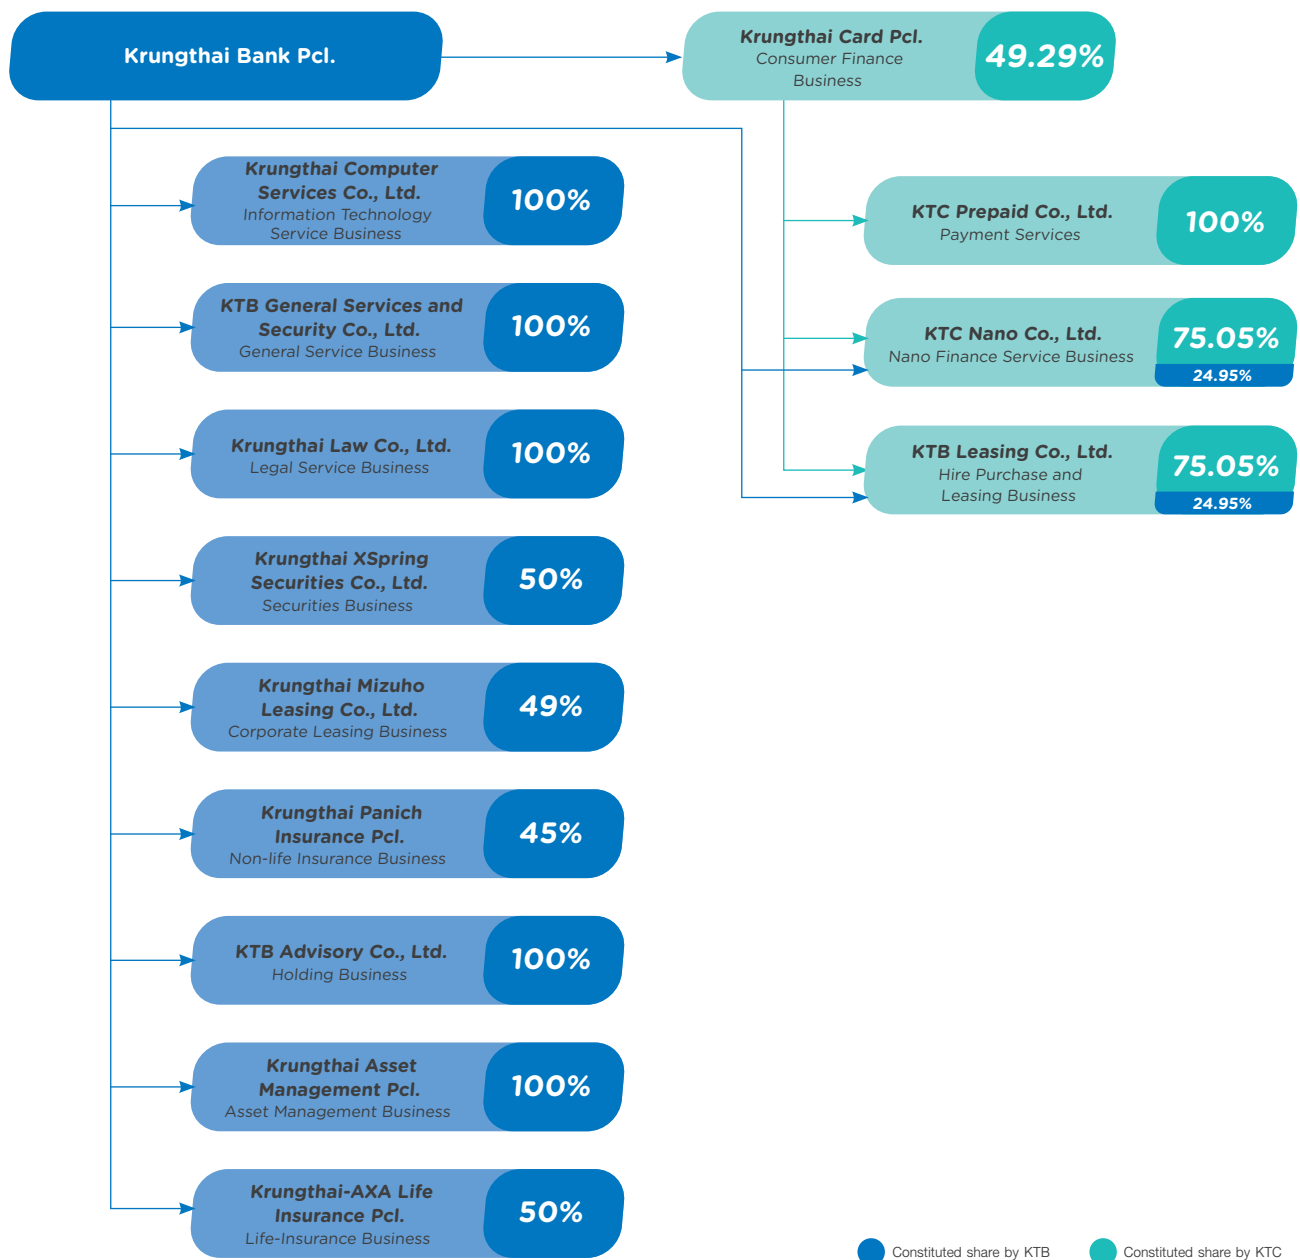 Krungthai Bank Pcl.
Krungthai Card Pcl.
Consumer Finance
Business
49.29%
Krungthai Computer
Services Co., Ltd.
Information Technology
Service Business
100%
KTB General Services and
Security Co., Ltd.
General Service Business
100%
Krungthai Law Co., Ltd.
Legal Service Business
100%
Krungthai XSpring
Securities Co., Ltd.
Securities Business
50%
Krungthai Mizuho
Leasing Co., Ltd.
Corporate Leasing Business
49%
Krungthai Panich
Insurance Pcl.
Non-life Insurance Business
45%
KTB Advisory Co., Ltd.
Holding Business
100%
Krungthai Asset
Management Pcl.
Asset Management Business
100%
Krungthai-AXA Life
Insurance Pcl.
Life-Insurance Business
50%
KTC Prepaid Co., Ltd.
Payment Services
100%
KTC Nano Co., Ltd.
Nano Finance Service Business
75.05%
24.95%
KTB Leasing Co., Ltd.
Hire Purchase and
Leasing Business
75.05%
24.95%
Constituted share by KTB
Constituted share by KTC